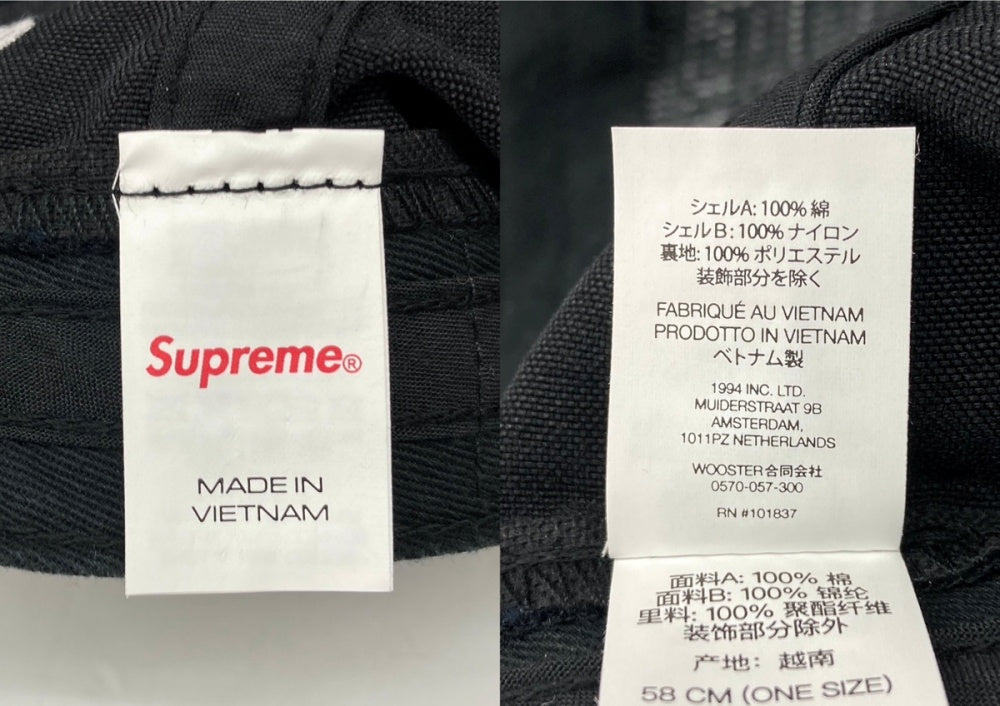 Supreme®
MADE IN
VIETNAM
シェルA: 100% 綿
シェルB: 100% ナイロン
裏地: 100% ポリエステル
装飾部分を除く
FABRIQUÉ AU VIETNAM
PRODOTTO IN VIETNAM
ベトナム製
1994 INC. LTD.
MUIDERSTRAAT 9B
AMSTERDAM,
1011PZ NETHERLANDS
WOOSTER合同会社
0570-057-300
RN #101837
面料A: 100% 棉
面料B: 100% 锦纶
里料: 100% 聚酯纤维
装饰部分除外
产地: 越南
58 CM (ONE SIZE)